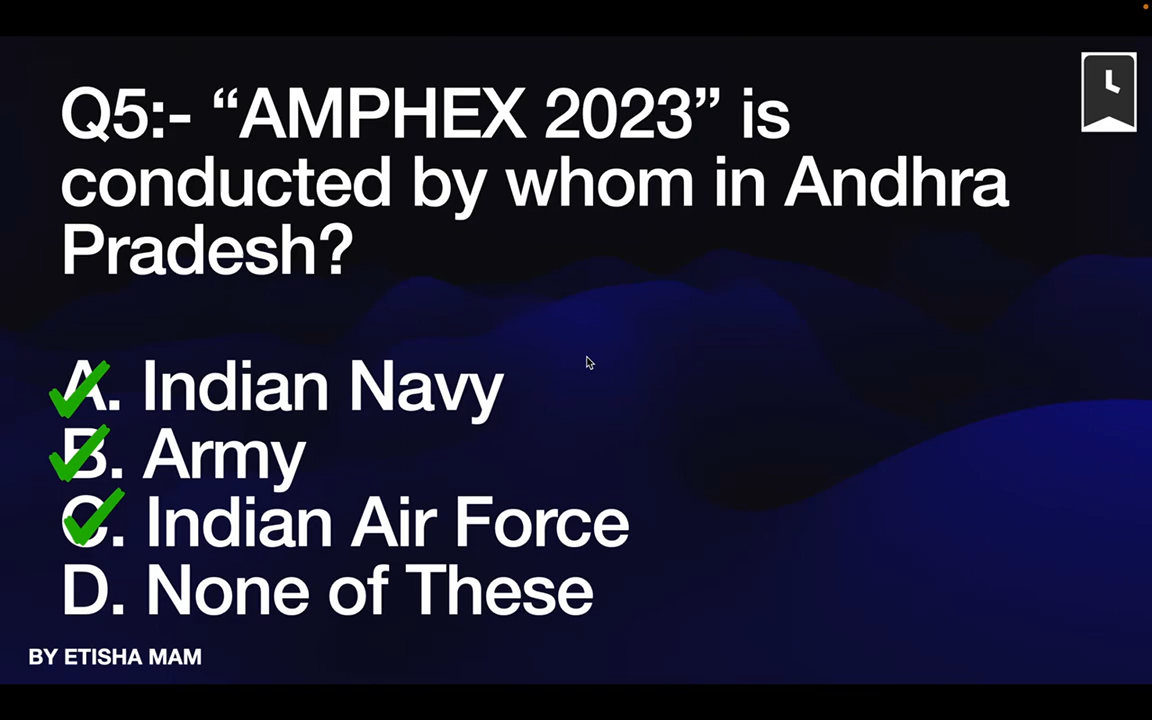 Q5:- “AMPHEX 2023” is
conducted by whom in Andhra
Pradesh?
A. Indian Navy
B. Army
C. Indian Air Force
D. None of These
BY ETISHA MAM